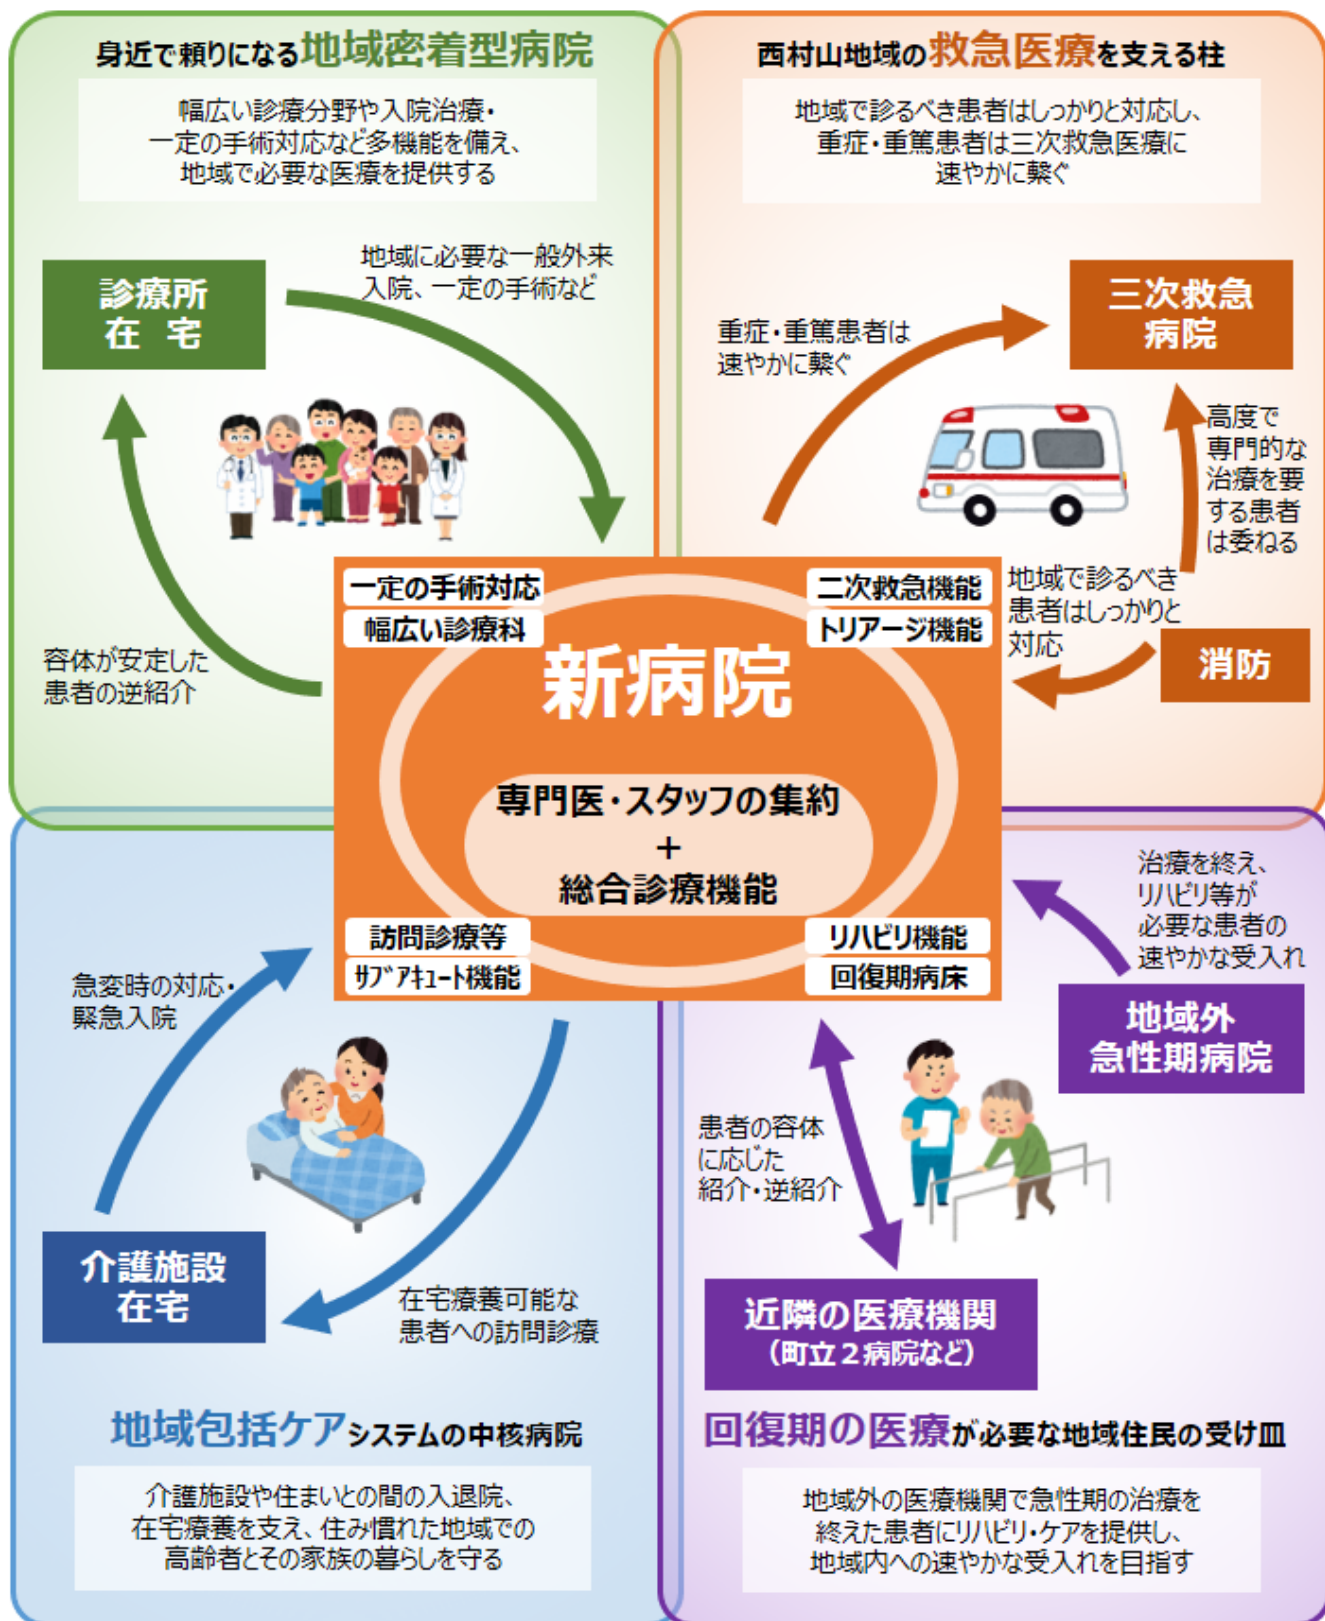 身近で頼りになる地域密着型病院
幅広い診療分野や入院治療・
一定の手術対応など多機能を備え、
地域で必要な医療を提供する
診療所
在 宅
地域に必要な一般外来
入院、一定の手術など
容体が安定した
患者の逆紹介
西村山地域の救急医療を支える柱
地域で診るべき患者はしっかりと対応し、
重症・重篤患者は三次救急医療に
速やかに繋ぐ
重症・重篤患者は
速やかに繋ぐ
三次救急
病院
高度で
専門的な
治療を要
する患者
は委ねる
地域で診るべき
患者はしっかりと
対応
消防
一定の手術対応
幅広い診療科
二次救急機能
トリアージ機能
新病院
専門医・スタッフの集約
+
総合診療機能
訪問診療等
ｻﾌﾞｱｷｭｰﾄ機能
リハビリ機能
回復期病床
急変時の対応・
緊急入院
介護施設
在宅
在宅療養可能な
患者への訪問診療
地域包括ケアシステムの中核病院
介護施設や住まいとの間の入退院、
在宅療養を支え、住み慣れた地域での
高齢者とその家族の暮らしを守る
治療を終え、
リハビリ等が
必要な患者の
速やかな受入れ
地域外
急性期病院
患者の容体
に応じた
紹介・逆紹介
近隣の医療機関
（町立２病院など）
回復期の医療が必要な地域住民の受け皿
地域外の医療機関で急性期の治療を
終えた患者にリハビリ・ケアを提供し、
地域内への速やかな受入れを目指す